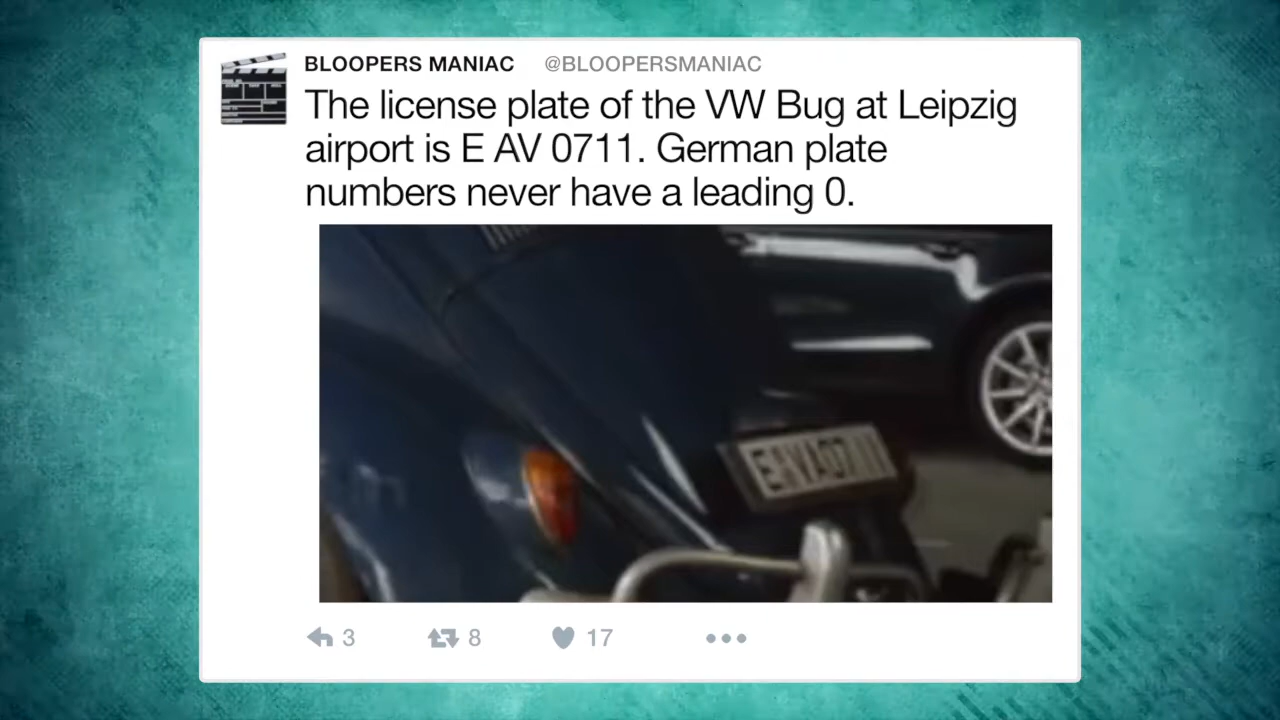 BLOOPERS MANIAC @BLOOPERSMANIAC
The license plate of the VW Bug at Leipzig
airport is E AV 0711. German plate
numbers never have a leading 0.
3 8 17